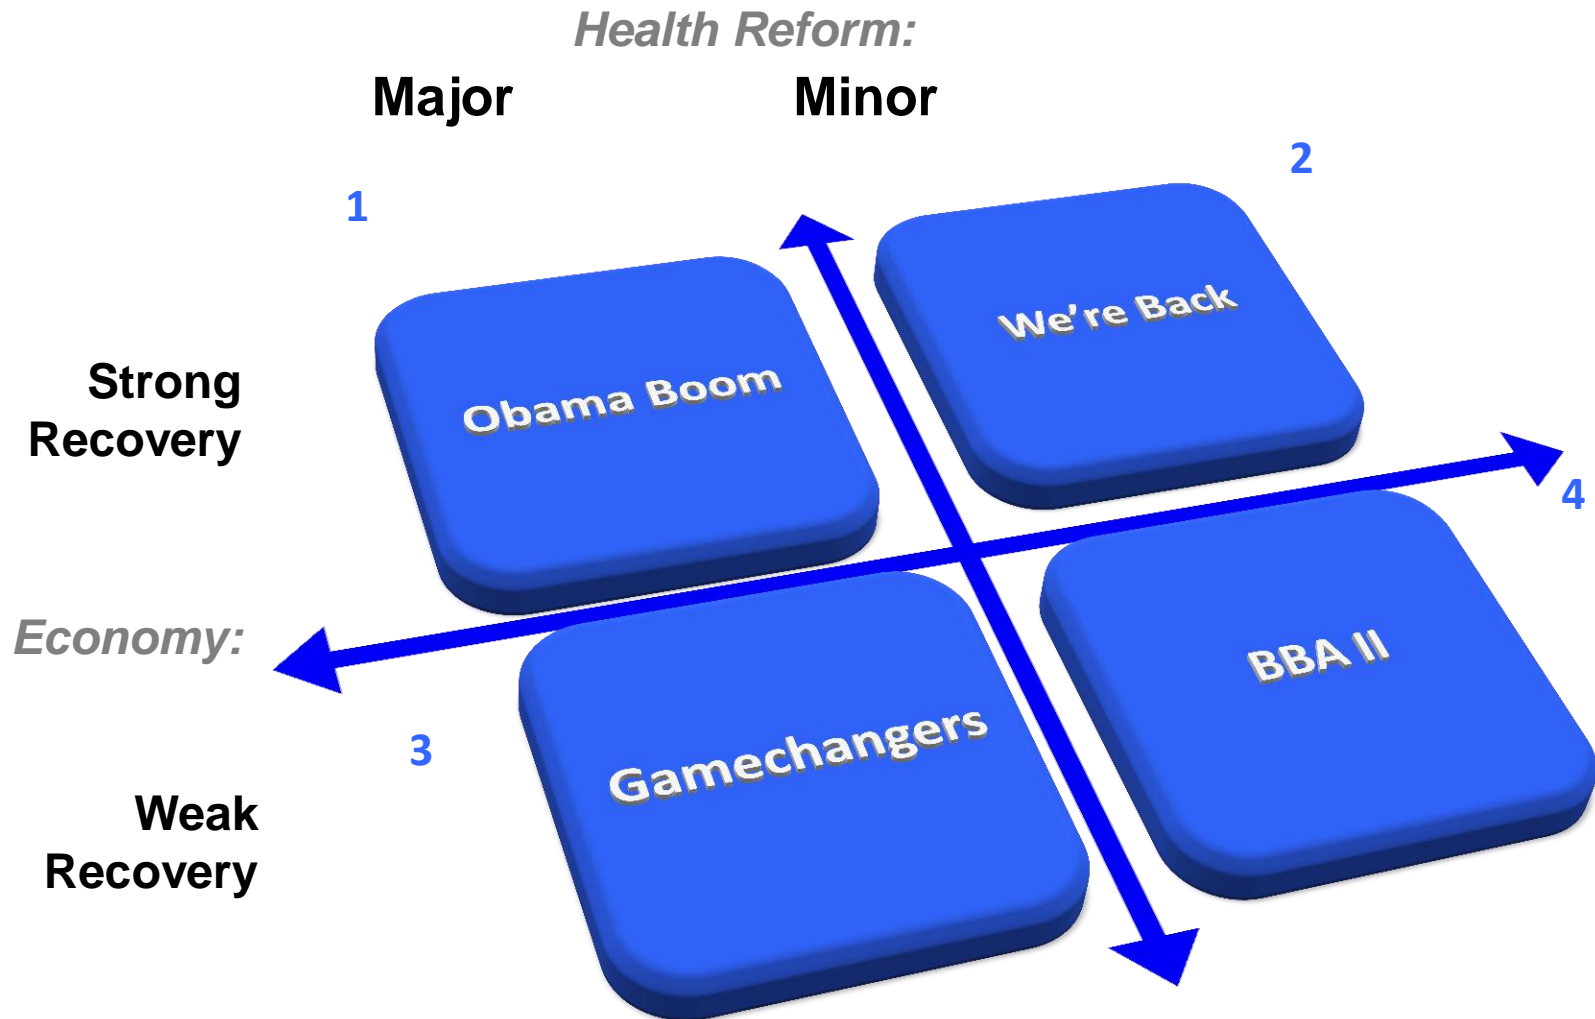 Health Reform:
Major Minor
1
2
Obama Boom
We're Back
Strong
Recovery
4
Economy:
3
Gamechangers
BBA II
Weak
Recovery